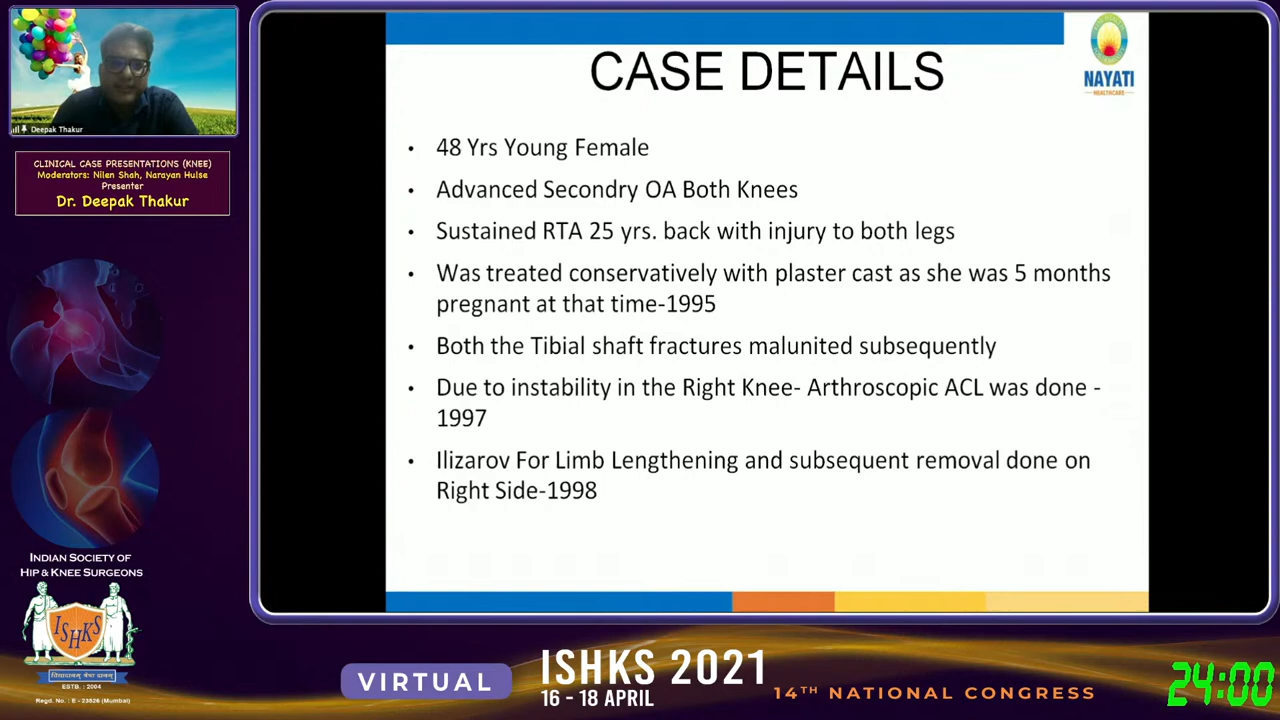 Deepak Thakur
CLINICAL CASE PRESENTATIONS (KNEE)
Moderators: Nilen Shah, Narayan Hulse
Presenter
Dr. Deepak Thakur
INDIAN SOCIETY OF
HIP & KNEE SURGEONS
ISHKS
ESTB. : 2004
Regd. No. : E - 23526 (Mumbai)
CASE DETAILS
NAYATI
HEALTHCARE
• 48 Yrs Young Female
• Advanced Secondry OA Both Knees
• Sustained RTA 25 yrs. back with injury to both legs
• Was treated conservatively with plaster cast as she was 5 months
pregnant at that time-1995
• Both the Tibial shaft fractures malunited subsequently
• Due to instability in the Right Knee- Arthroscopic ACL was done -
1997
• Ilizarov For Limb Lengthening and subsequent removal done on
Right Side-1998
VIRTUAL
ISHKS 2021
16 - 18 APRIL
14TH NATIONAL CONGRESS
24:00